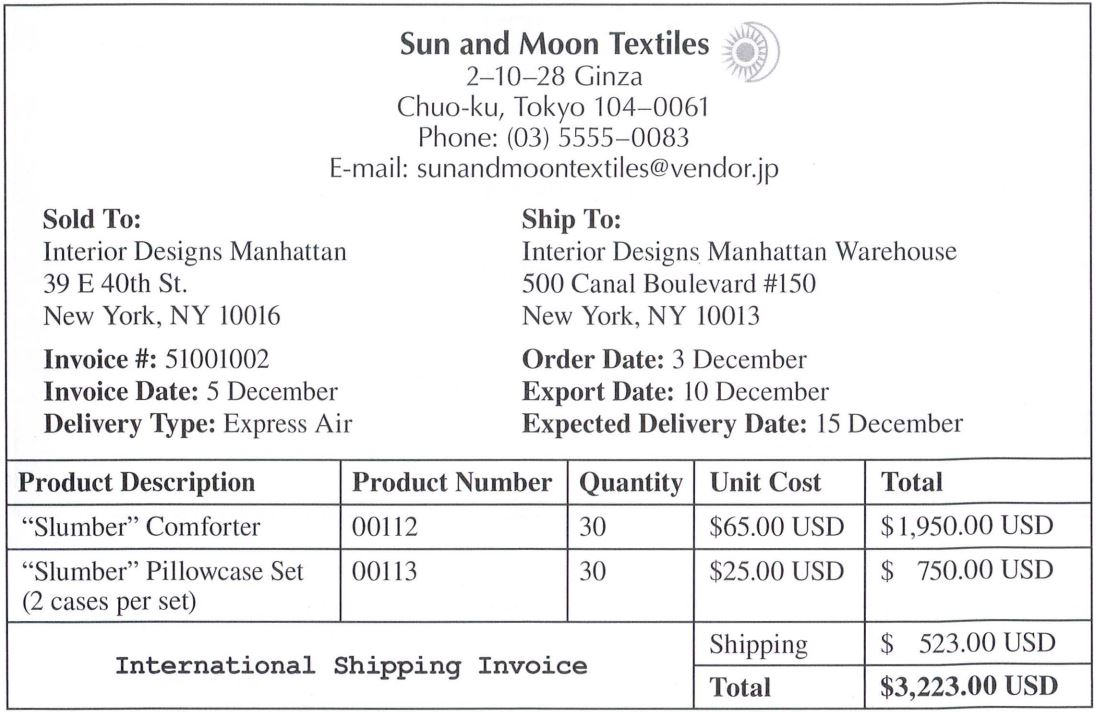 Sun and Moon Textiles
2–10–28 Ginza
Chuo-ku, Tokyo 104–0061
Phone: (03) 5555–0083
E-mail: sunandmoontextiles@vendor.jp
Sold To:
Interior Designs Manhattan
39 E 40th St.
New York, NY 10016
Ship To:
Interior Designs Manhattan Warehouse
500 Canal Boulevard #150
New York, NY 10013
Invoice #: 51001002
Invoice Date: 5 December
Delivery Type: Express Air
Order Date: 3 December
Export Date: 10 December
Expected Delivery Date: 15 December
Product Description Product Number Quantity Unit Cost Total
“Slumber” Comforter 00112 30 $65.00 USD $1,950.00 USD
“Slumber” Pillowcase Set 00113 30 $25.00 USD $ 750.00 USD
(2 cases per set)
Shipping $ 523.00 USD
International Shipping Invoice
Total $3,223.00 USD